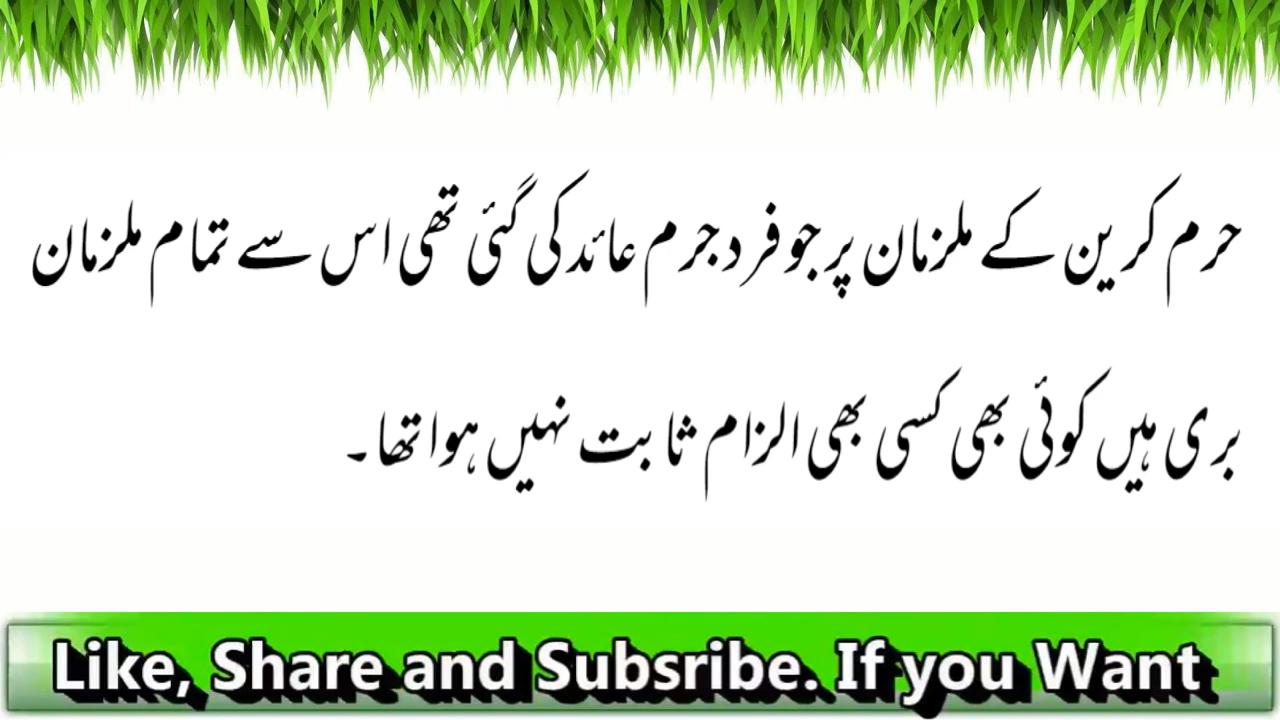 حرم کرین کے ملزمان پر جو فرد جرم عائد کی گئی تھی اس سے تمام ملزمان
بری ہیں کوئی بھی کسی بھی الزام ثابت نہیں ہوا تھا۔
Like, Share and Subsribe. If you Want